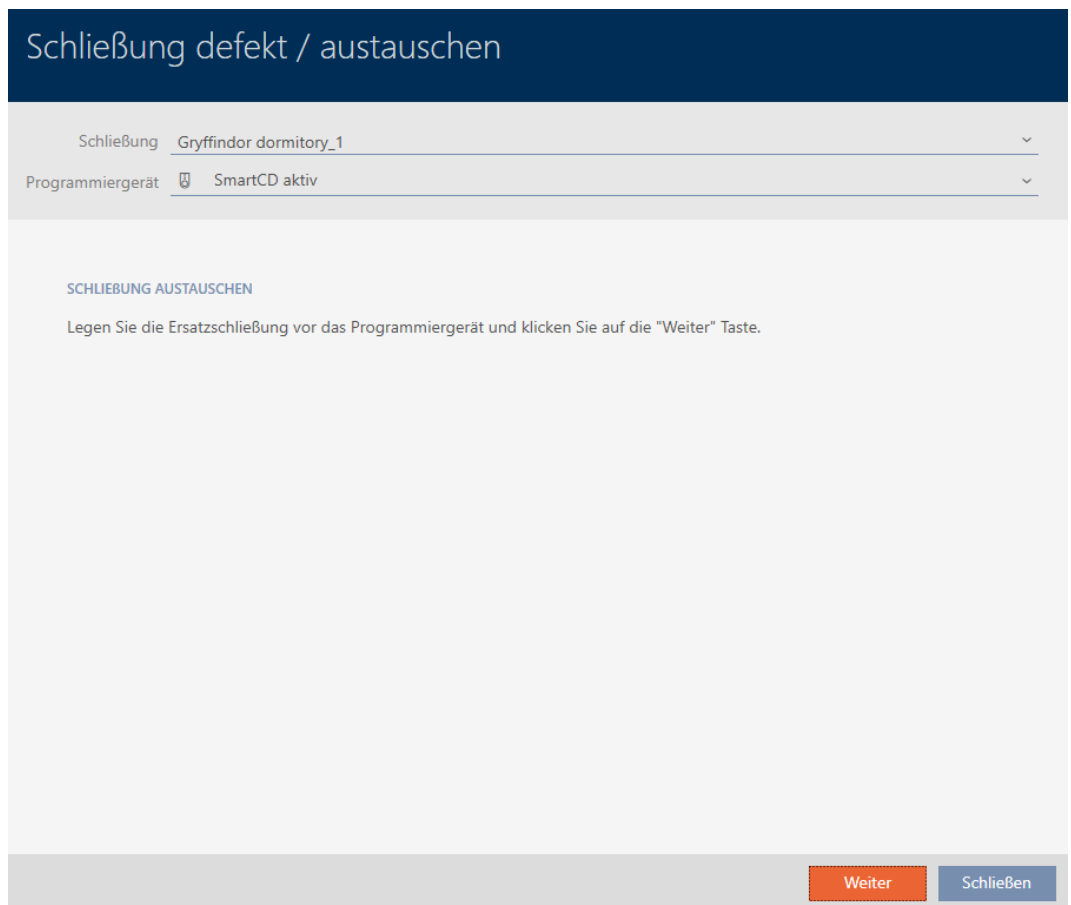 Schließung defekt / austauschen
Schließung Gryffindor dormitory_1
Programmiergerät SmartCD aktiv
SCHLIEßUNG AUSTAUSCHEN
Legen Sie die Ersatzschließung vor das Programmiergerät und klicken Sie auf die "Weiter" Taste.
Weiter Schließen